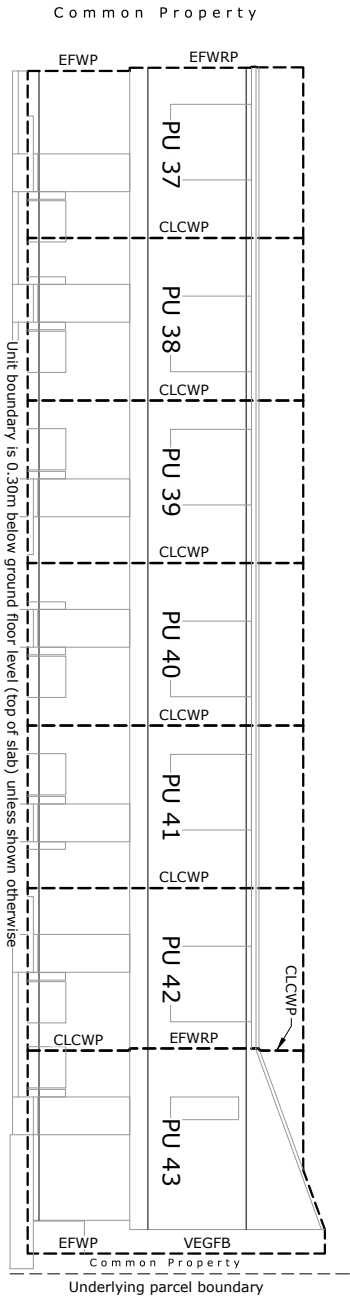 Common Property
EFWP
EFWRP
PU 37
CLCWP
PU 38
CLCWP
PU 39
CLCWP
PU 40
CLCWP
PU 41
CLCWP
PU 42
CLCWP
EFWRP
CLCWP
PU 43
Unit boundary is 0.30m below ground floor level (top of slab) unless shown otherwise
EFWP
VEGFB
Common Property
Underlying parcel boundary